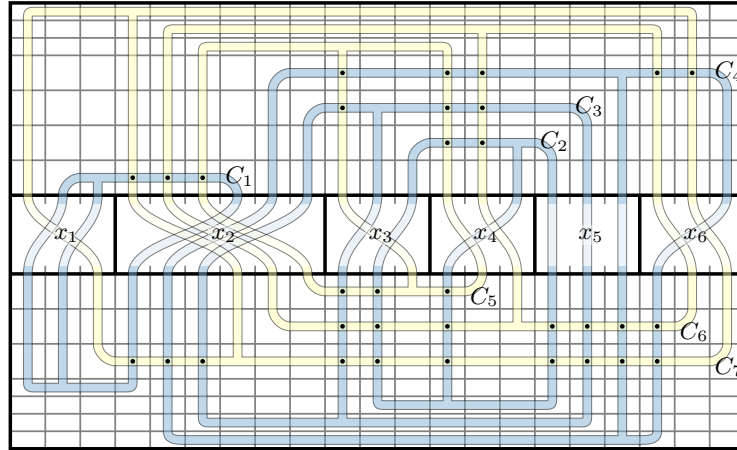 C₄
C₃
C₂
C₁
x₁ x₂ x₃ x₄ x₅ x₆
C₅
C₆
C₇